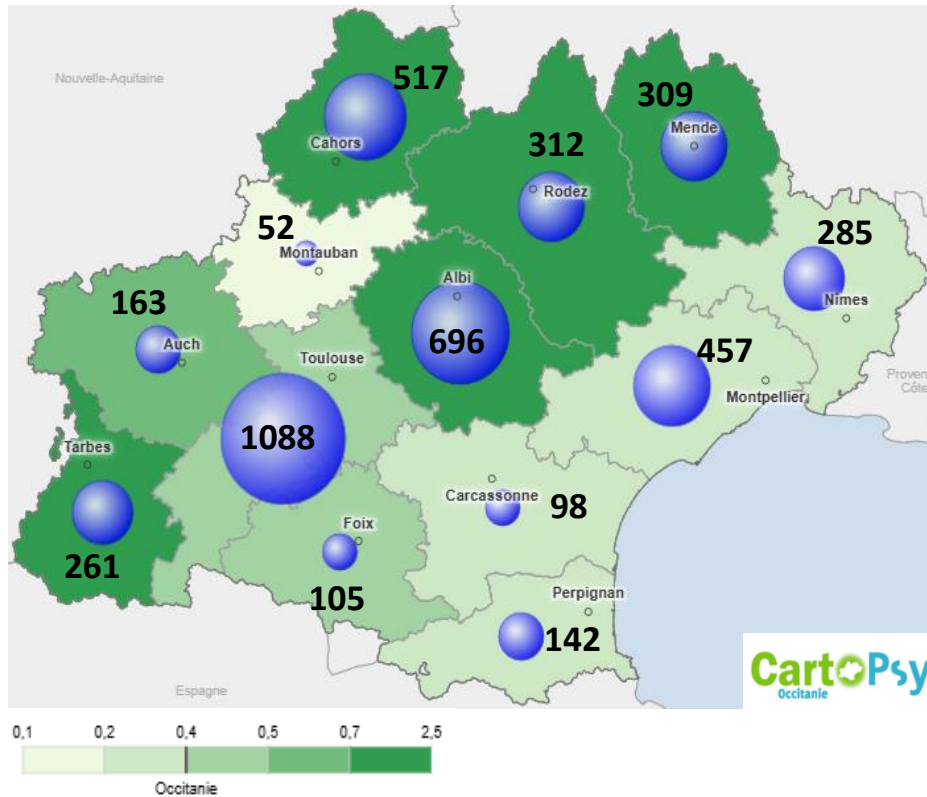 Nouvelle-Aquitaine
517
Cahors
309
Mende
312
Rodez
52
Montauban
285
Nîmes
163
Auch
Albi
696
Toulouse
457
Montpellier
Proven
Côte
1088
Tarbes
Carcassonne
98
Foix
261
105
Perpignan
142
Espagne
CartoPsy
Occitanie
0,1 0,2 0,4 0,5 0,7 2,5
Occitanie